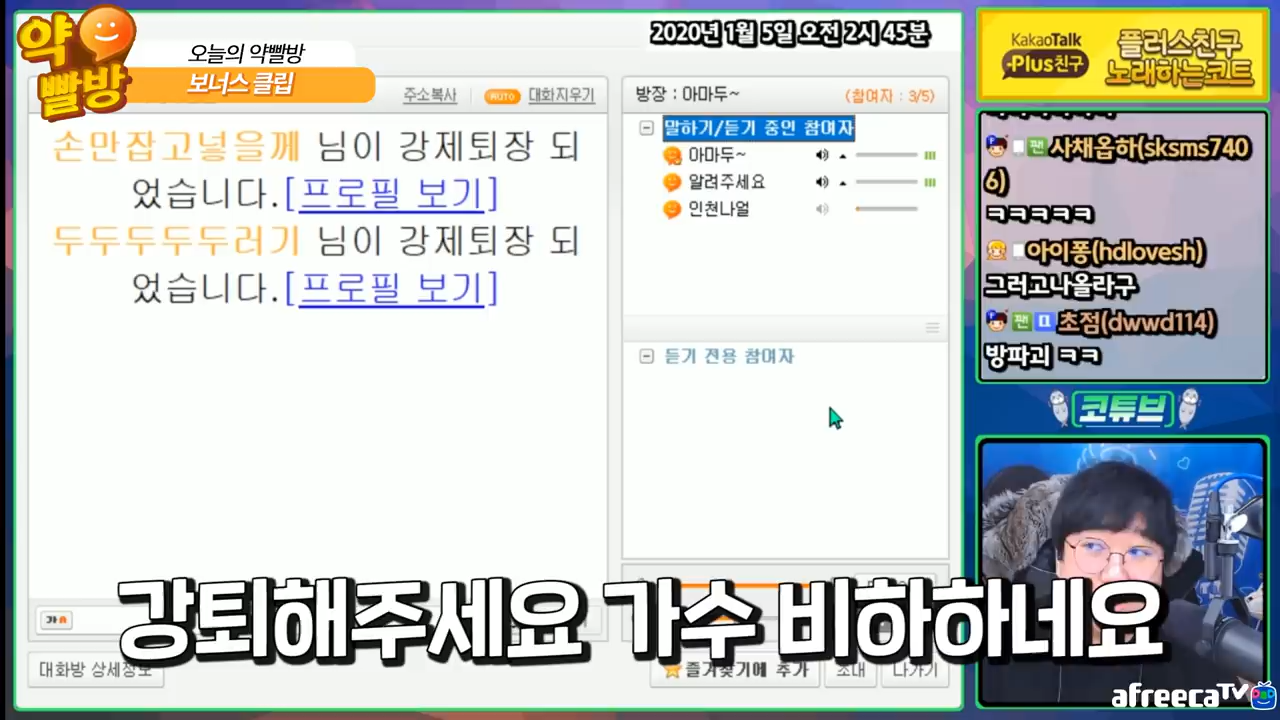 약빨방
오늘의 약빨방
보너스 클립
2020년 1월 5일 오전 2시 45분
주소복사
AUTO
대화지우기
손만잡고넣을께 님이 강제퇴장 되
었습니다.[프로필 보기]
두두두두두러기 님이 강제퇴장 되
었습니다.[프로필 보기]
방장 : 아마두~
(참여자 : 3/5)
말하기/듣기 중인 참여자
아마두~
알려주세요
인천나얼
듣기 전용 참여자
KakaoTalk
Plus친구
플러스친구
노래하는코트
팬 사채옵하(sksms740
6)
ㅋㅋㅋㅋㅋ
아이퐁(hdlovesh)
그러고나올라구
팬 초점(dwwd114)
방파괴 ㅋㅋ
코튜브
강퇴해주세요 가수 비하하네요
가
대화방 상세정보
즐겨찾기에 추가
초대
나가기
afreecaTV